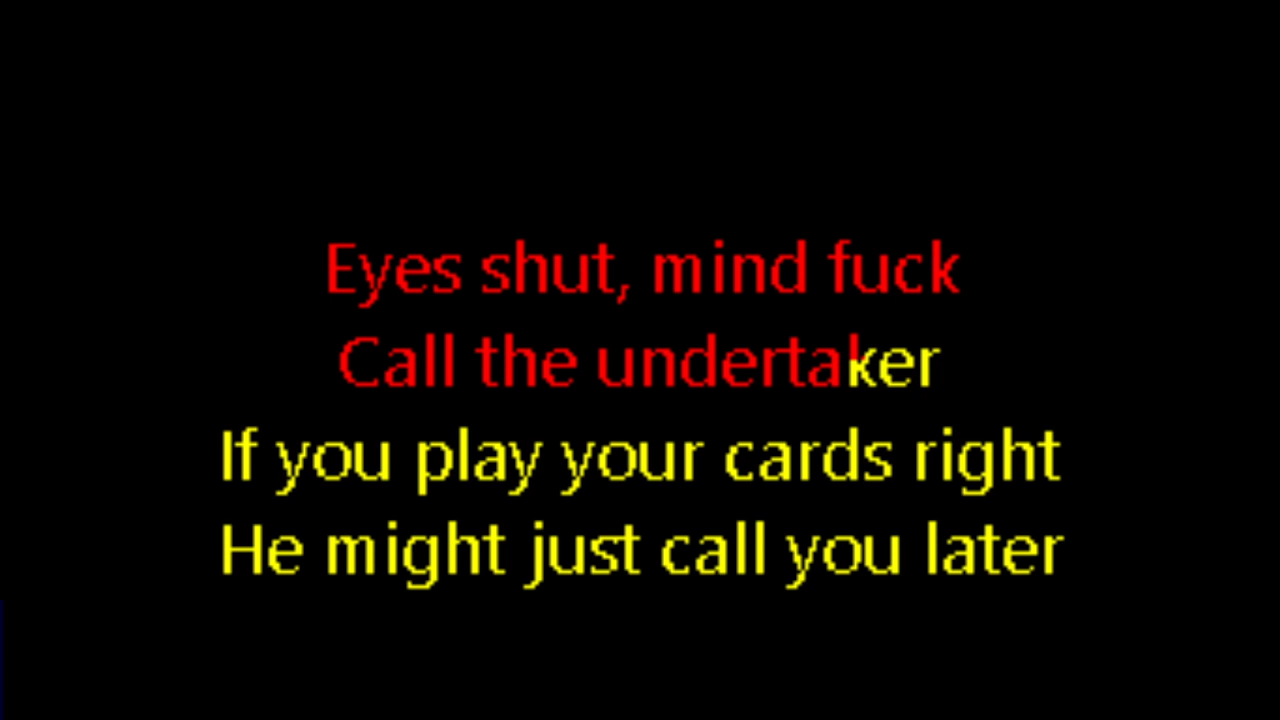 Eyes shut, mind fuck
Call the undertaker
If you play your cards right
He might just call you later